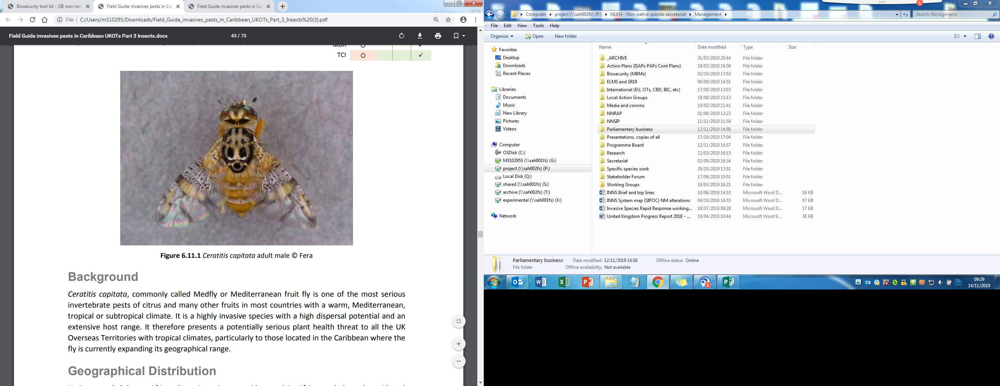 Biosecurity tool kit - GB non-nati
Field Guide invasives pests in Car
Field Guide invasives pests in Car
File C:/Users/m310295/Downloads/Field_Guide_invasives_pests_in_Caribbean_UKOTs_Part_3_Insects%20(3).pdf
Field Guide invasives pests in Caribbean UKOTs Part 3 Insects.docx 43 / 73
TCI ✓
Figure 6.11.1 Ceratitis capitata adult male © Fera
Background
Ceratitis capitata, commonly called Medfly or Mediterranean fruit fly is one of the most serious
invertebrate pests of citrus and many other fruits in most countries with a warm, Mediterranean,
tropical or subtropical climate. It is a highly invasive species with a high dispersal potential and an
extensive host range. It therefore presents a potentially serious plant health threat to all the UK
Overseas Territories with tropical climates, particularly to those located in the Caribbean where the
fly is currently expanding its geographical range.
Geographical Distribution
Computer project (\\sah002fs) (P:) N1KN - Non-native species secretariat Management
Search Management
1
File Edit View Tools Help
Organize Open New folder
Favorites
Desktop
Downloads
Recent Places
Libraries
Documents
Music
New Library
Pictures
Videos
Computer
OSDisk (C:)
M310295$ (\\sah001fs) (G:)
project (\\sah002fs) (P:)
Local Disk (Q:)
shared (\\sah001fs) (S:)
archive (\\sah002fs) (T:)
experimental (\\sah001fs) (X:)
Network
Name Date modified Type Size
_ARCHIVE 31/03/2019 20:44 File folder
Action Plans (ISAPs PAPs Cont Plans) 18/03/2019 16:58 File folder
Biosecurity (MBMs) 02/10/2019 17:02 File folder
ELMS and SR19 06/09/2019 14:51 File folder
International (EU, OTs, CBD, BIC, etc) 17/09/2019 13:03 File folder
Local Action Groups 18/09/2019 15:13 File folder
Media and comms 19/03/2019 11:41 File folder
NNRAP 01/08/2019 13:23 File folder
NNSIP 11/11/2019 11:59 File folder
Parliamentary business 12/11/2019 14:58 File folder
Presentations, copies of all 17/10/2019 17:04 File folder
Programme Board 12/11/2019 14:57 File folder
Research 22/03/2019 16:15 File folder
Secretariat 02/09/2019 16:34 File folder
Specific species work 30/10/2019 13:51 File folder
Stakeholder Forum 17/06/2019 15:51 File folder
Working Groups 18/03/2019 16:21 File folder
INNS Brief and top lines 10/06/2019 14:10 Microsoft Word D... 16 KB
INNS System map (SIPOC) NM alterations 04/10/2018 16:55 Microsoft Word D... 57 KB
Invasive Species Rapid Response working... 18/07/2019 09:28 Microsoft Word D... 17 KB
United Kingdom Progress Report 2018 - ... 16/04/2018 10:44 Microsoft Word 9... 38 KB
Parliamentary business Date modified: 12/11/2019 14:58 Offline status: Online
File folder Offline availability: Not available
1
09:29
14/11/2019